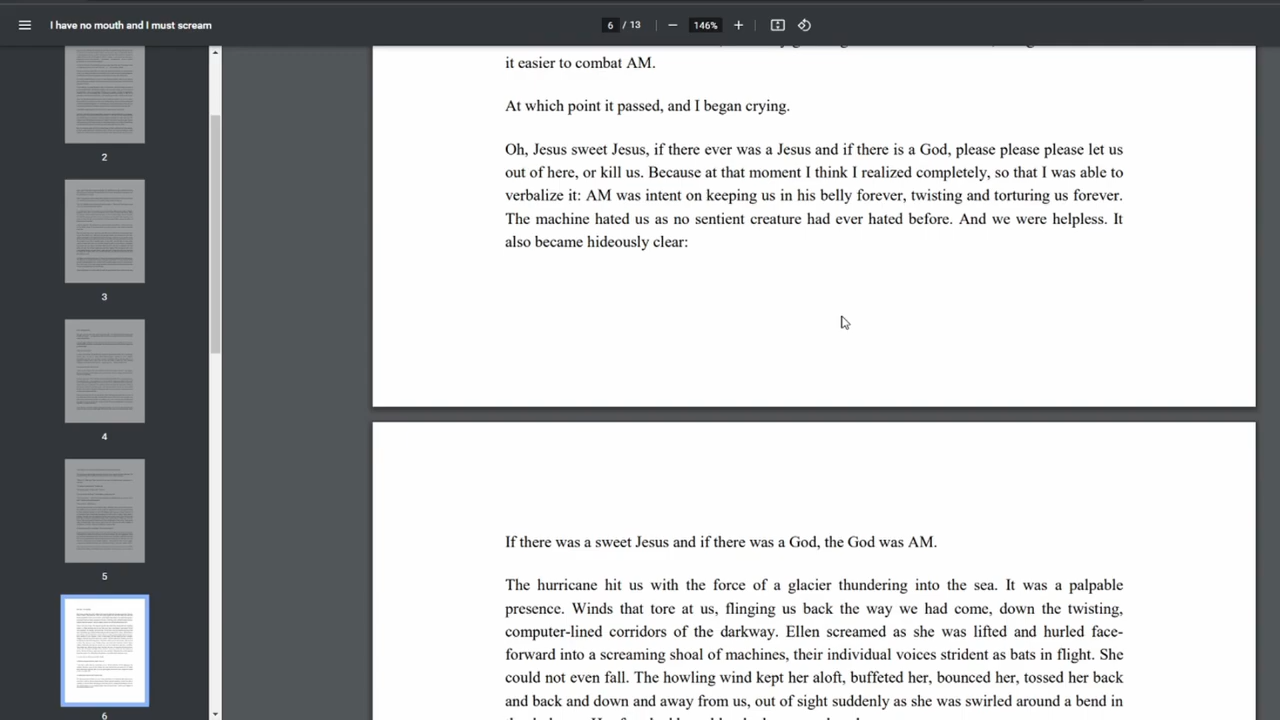 I have no mouth and I must scream
6 / 13
146%
2
3
4
5
6
it easier to combat AM.
At which point it passed, and I began crying.
Oh, Jesus sweet Jesus, if there ever was a Jesus and if there is a God, please please please let us
out of here, or kill us. Because at that moment I think I realized completely, so that I was able to
verbalize it: AM was intent on keeping us in his belly forever, twisting and torturing us forever.
The machine hated us as no sentient creature had ever hated before. And we were helpless. It
also became hideously clear:
If there was a sweet Jesus and if there was a God, the God was AM.
The hurricane hit us with the force of a glacier thundering into the sea. It was a palpable
presence. Winds that tore at us, flinging us back the way we had come, down the twisting,
computer-lined corridors of the darkway. Ellen screamed as she was lifted and hurled face-
forward into a screaming shoal of machines, their individual voices strident as bats in flight. She
could not even fall. The howling wind kept her aloft, buffeted her, bounced her, tossed her back
and back and down and away from us, out of sight suddenly as she was swirled around a bend in